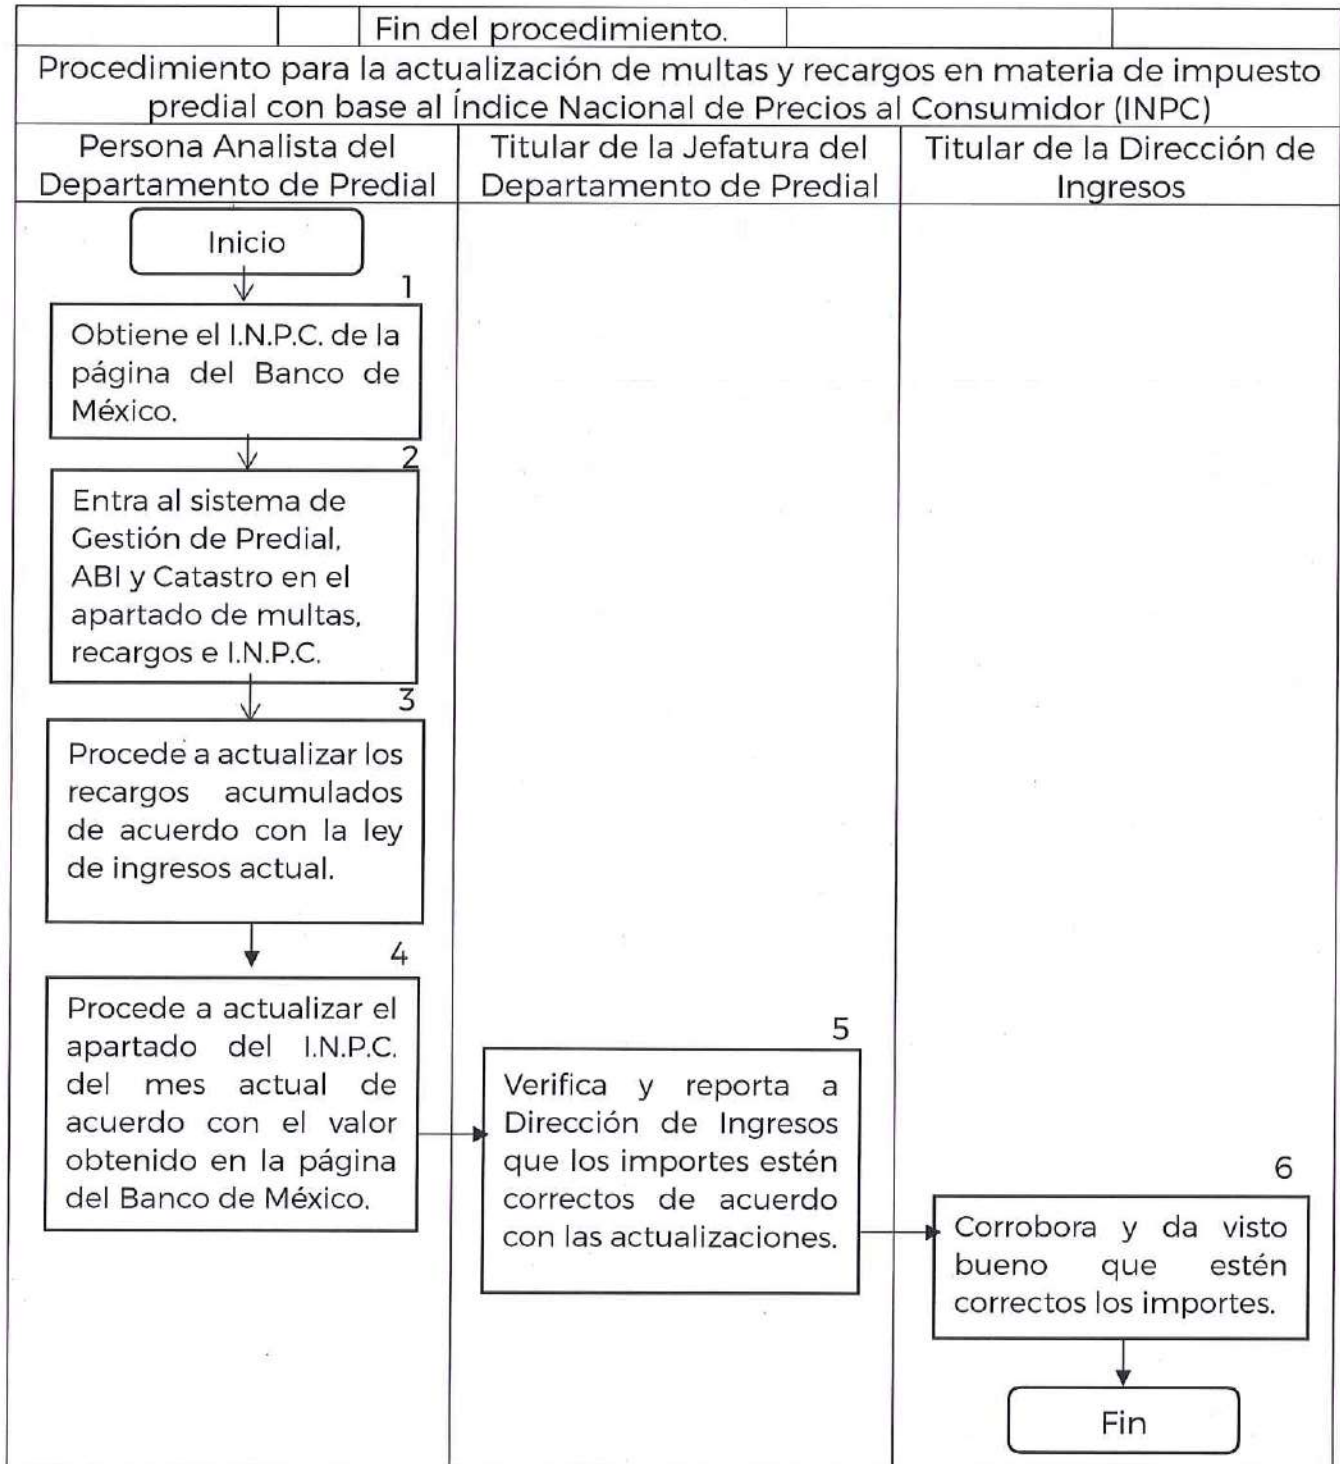 Fin del procedimiento.
Procedimiento para la actualización de multas y recargos en materia de impuesto
predial con base al Índice Nacional de Precios al Consumidor (INPC)
Persona Analista del
Departamento de Predial
Titular de la Jefatura del
Departamento de Predial
Titular de la Dirección de
Ingresos
Inicio
1
Obtiene el I.N.P.C. de la
página del Banco de
México.
2
Entra al sistema de
Gestión de Predial,
ABI y Catastro en el
apartado de multas,
recargos e I.N.P.C.
3
Procede a actualizar los
recargos acumulados
de acuerdo con la ley
de ingresos actual.
4
Procede a actualizar el
apartado del I.N.P.C.
del mes actual de
acuerdo con el valor
obtenido en la página
del Banco de México.
5
Verifica y reporta a
Dirección de Ingresos
que los importes estén
correctos de acuerdo
con las actualizaciones.
6
Corrobora y da visto
bueno que estén
correctos los importes.
Fin